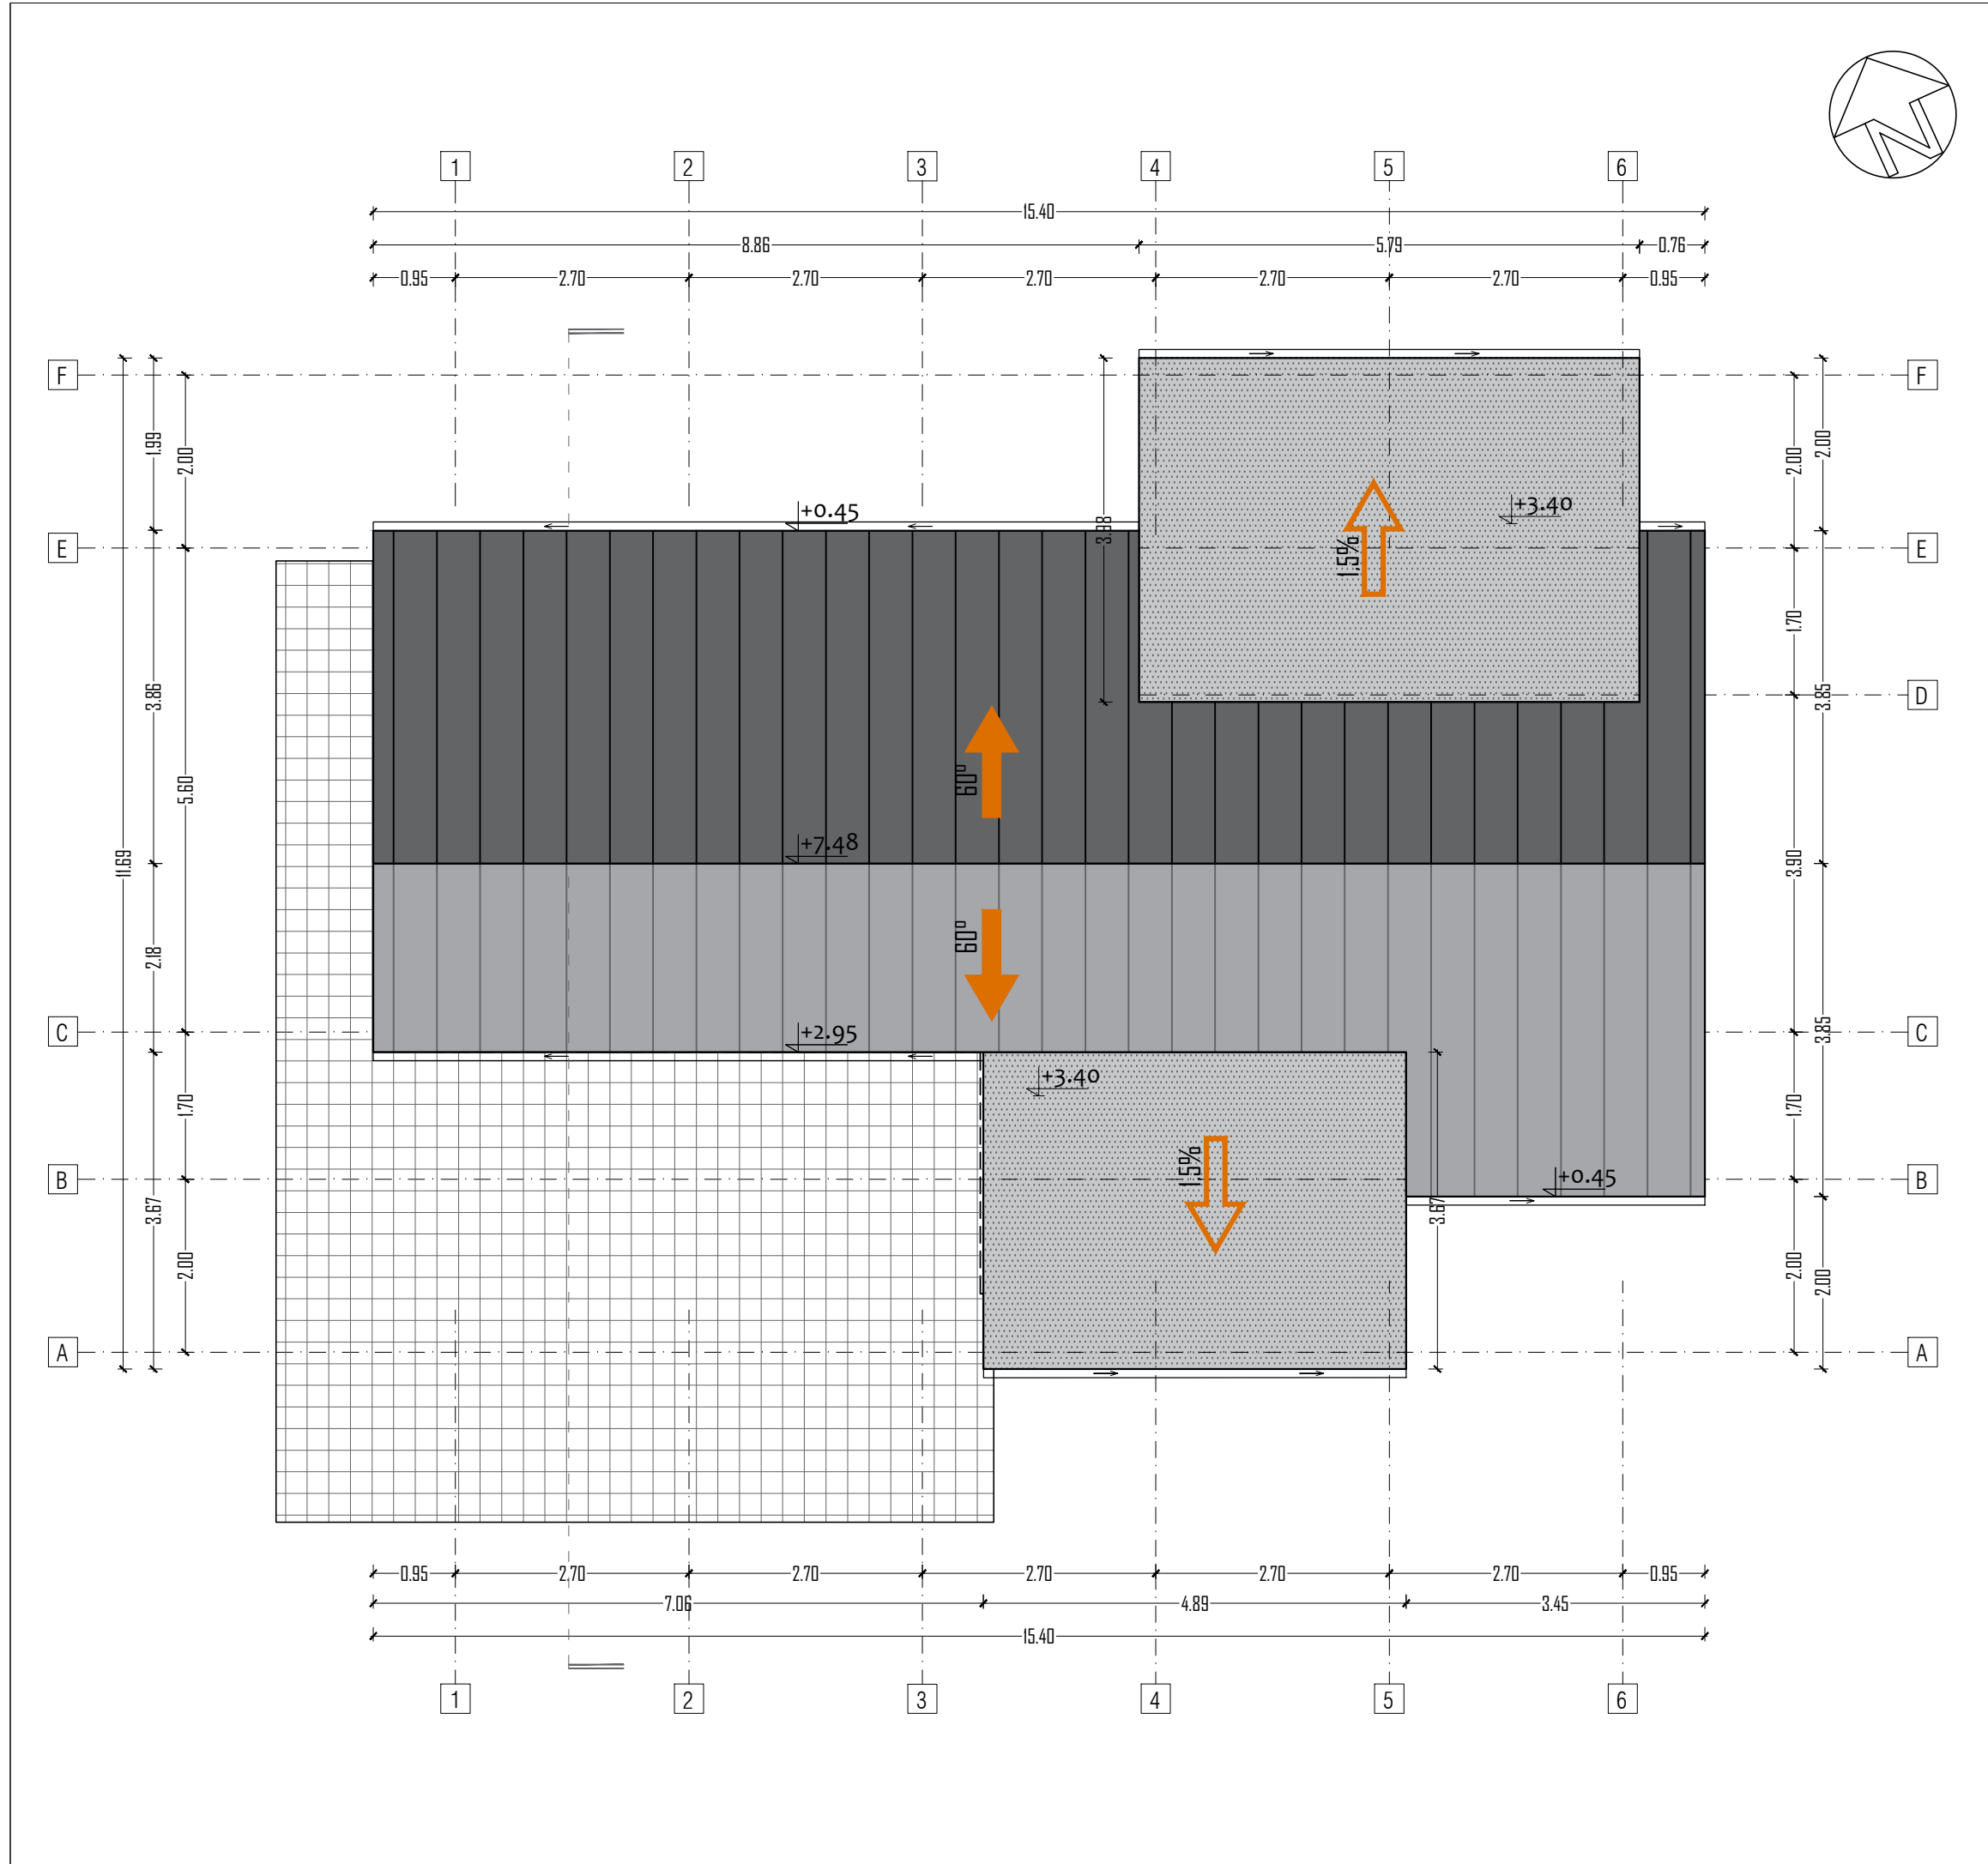 N
1 2 3 4 5 6
15.40
8.86 5.79 0.76
0.95 2.70 2.70 2.70 2.70 2.70 0.95
F F
1.99 2.00 3.98 2.00 2.00
+0.45 +3.40
E E
1,5%
1.70
3.86 3.85
D
60°
5.60
+7.48
11.69 3.90
60°
2.18
+2.95
C C
3.85
+3.40
1.70 1.70
1,5%
B +0.45 B
3.67 3.67
2.00 2.00 2.00
A A
0.95 2.70 2.70 2.70 2.70 2.70 0.95
7.06 4.89 3.45
15.40
1 2 3 4 5 6